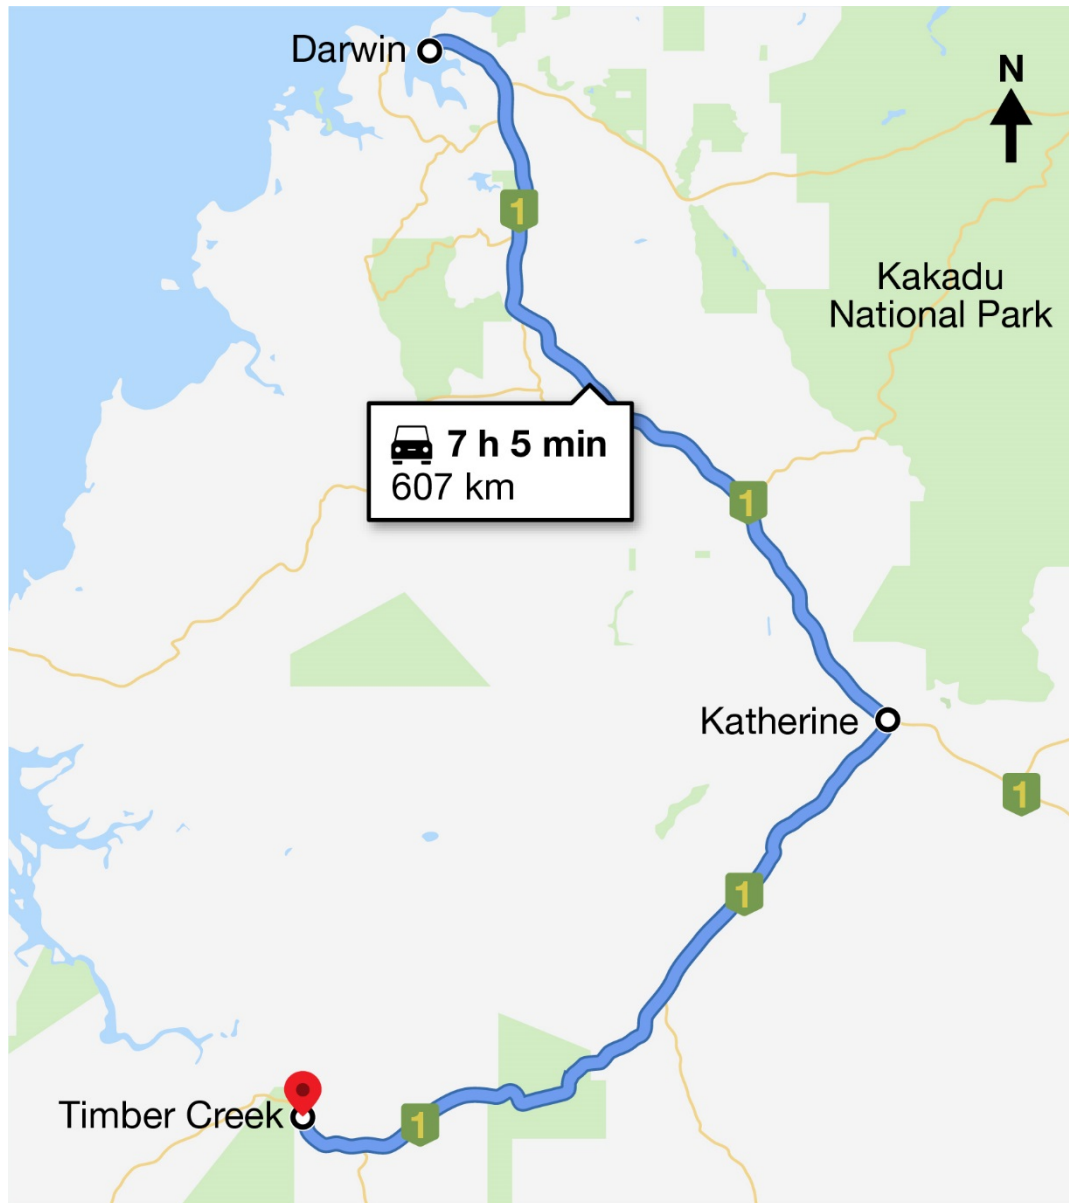 Darwin
N
1
Kakadu
National Park
7 h 5 min
607 km
1
Katherine
1
1
Timber Creek
1